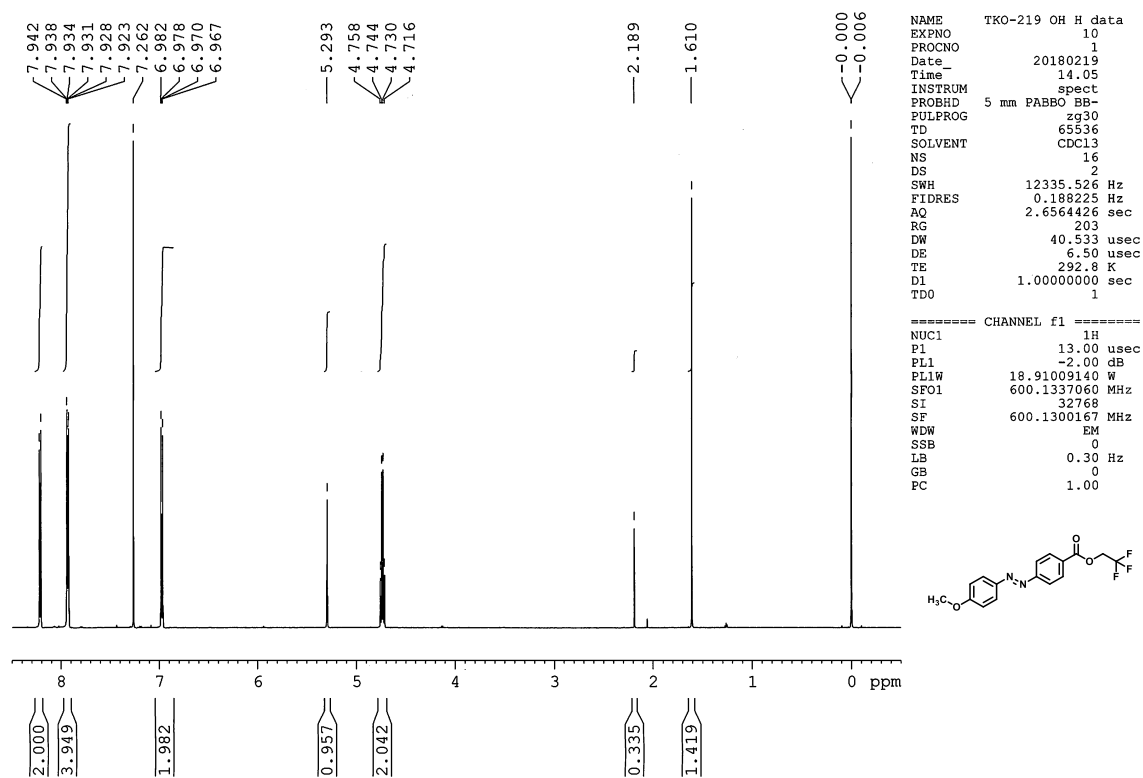 7.942
7.938
7.934
7.931
7.928
7.923
7.262
6.982
6.978
6.970
6.967
5.293
4.758
4.744
4.730
4.716
2.189
1.610
-0.000
-0.006
NAME TKO-219 OH H data
EXPNO 10
PROCNO 1
Date_ 20180219
Time 14.05
INSTRUM spect
PROBHD 5 mm PABBO BB-
PULPROG zg30
TD 65536
SOLVENT CDCl3
NS 16
DS 2
SWH 12335.526 Hz
FIDRES 0.188225 Hz
AQ 2.6564426 sec
RG 203
DW 40.533 usec
DE 6.50 usec
TE 292.8 K
D1 1.00000000 sec
TD0 1
======== CHANNEL f1 ========
NUC1 1H
P1 13.00 usec
PL1 -2.00 dB
PL1W 18.91009140 W
SFO1 600.1337060 MHz
SI 32768
SF 600.1300167 MHz
WDW EM
SSB 0
LB 0.30 Hz
GB 0
PC 1.00
O
O
F
F
F
N
N
H3C
O
8 7 6 5 4 3 2 1 0 ppm
2.000
3.949
1.982
0.957
2.042
0.335
1.419